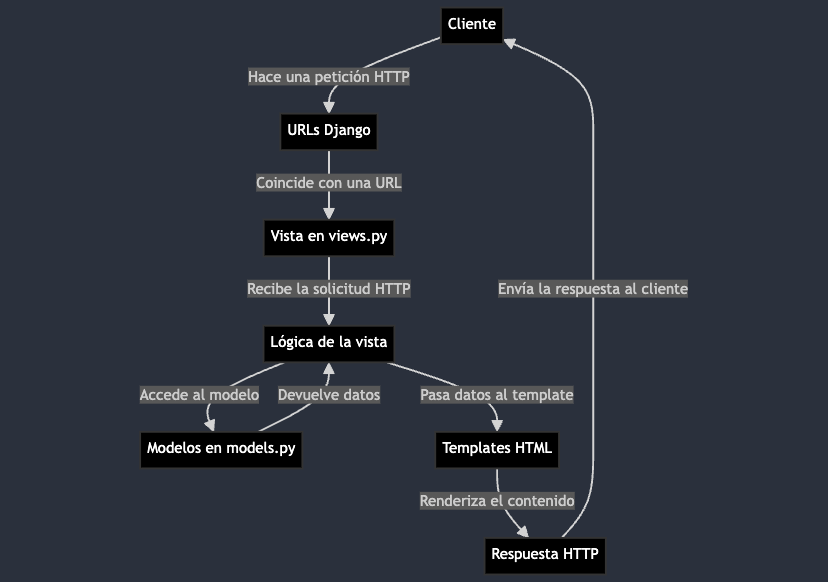 Cliente
Hace una petición HTTP
URLs Django
Coincide con una URL
Vista en views.py
Recibe la solicitud HTTP
Envía la respuesta al cliente
Lógica de la vista
Accede al modelo
Devuelve datos
Pasa datos al template
Modelos en models.py
Templates HTML
Renderiza el contenido
Respuesta HTTP